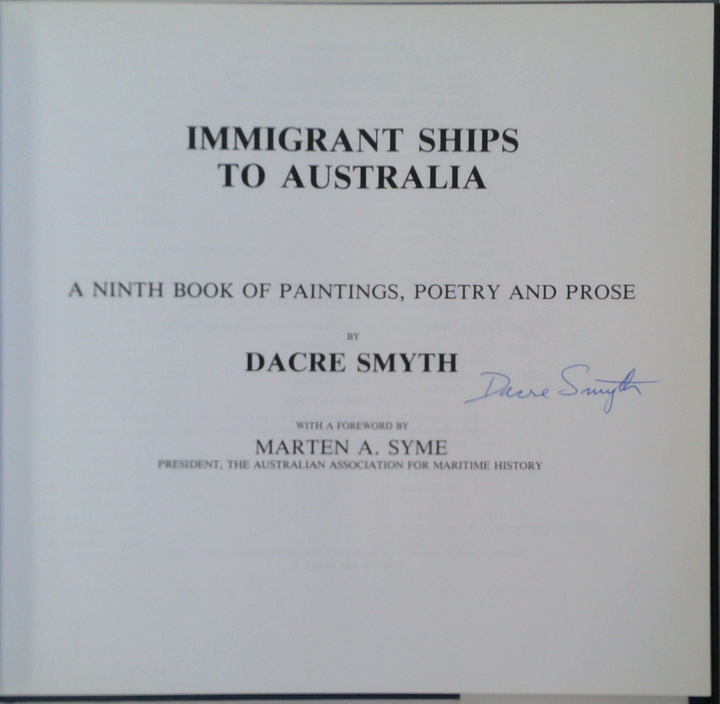 IMMIGRANT SHIPS
TO AUSTRALIA
A NINTH BOOK OF PAINTINGS, POETRY AND PROSE
BY
DACRE SMYTH
Dacre Smyth
WITH A FOREWORD BY
MARTEN A. SYME
PRESIDENT, THE AUSTRALIAN ASSOCIATION FOR MARITIME HISTORY